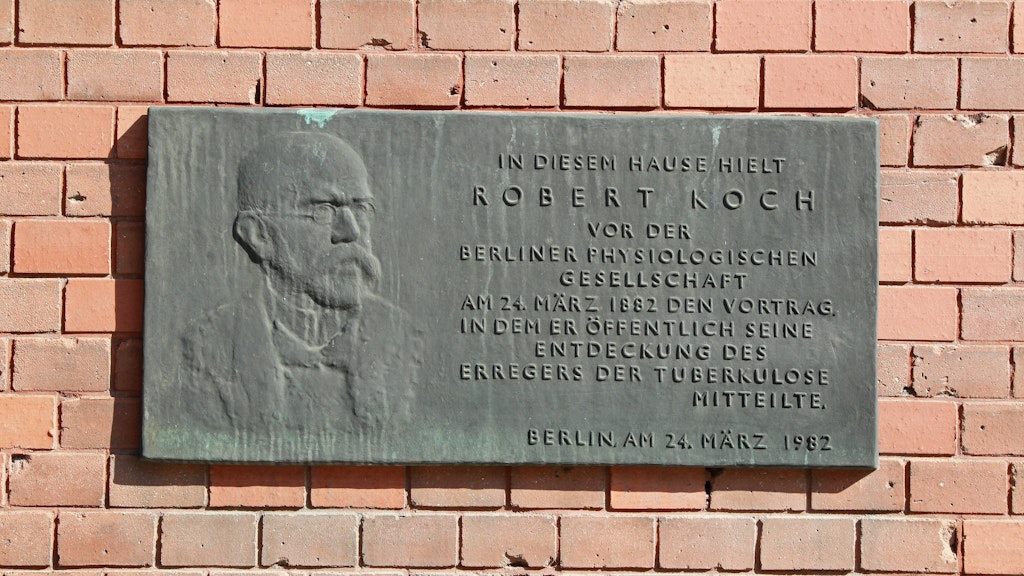 IN DIESEM HAUSE HIELT
ROBERT KOCH
VOR DER
BERLINER PHYSIOLOGISCHEN
GESELLSCHAFT
AM 24. MÄRZ 1882 DEN VORTRAG,
IN DEM ER ÖFFENTLICH SEINE
ENTDECKUNG DES
ERREGERS DER TUBERKULOSE
MITTEILTE.
BERLIN, AM 24. MÄRZ 1982